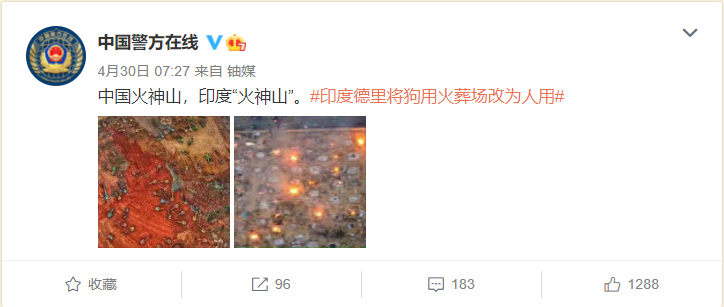 中国警方在线
4月30日 07:27 来自 铀媒
中国火神山，印度“火神山”。#印度德里将狗用火葬场改为人用#
收藏
96
183
1288